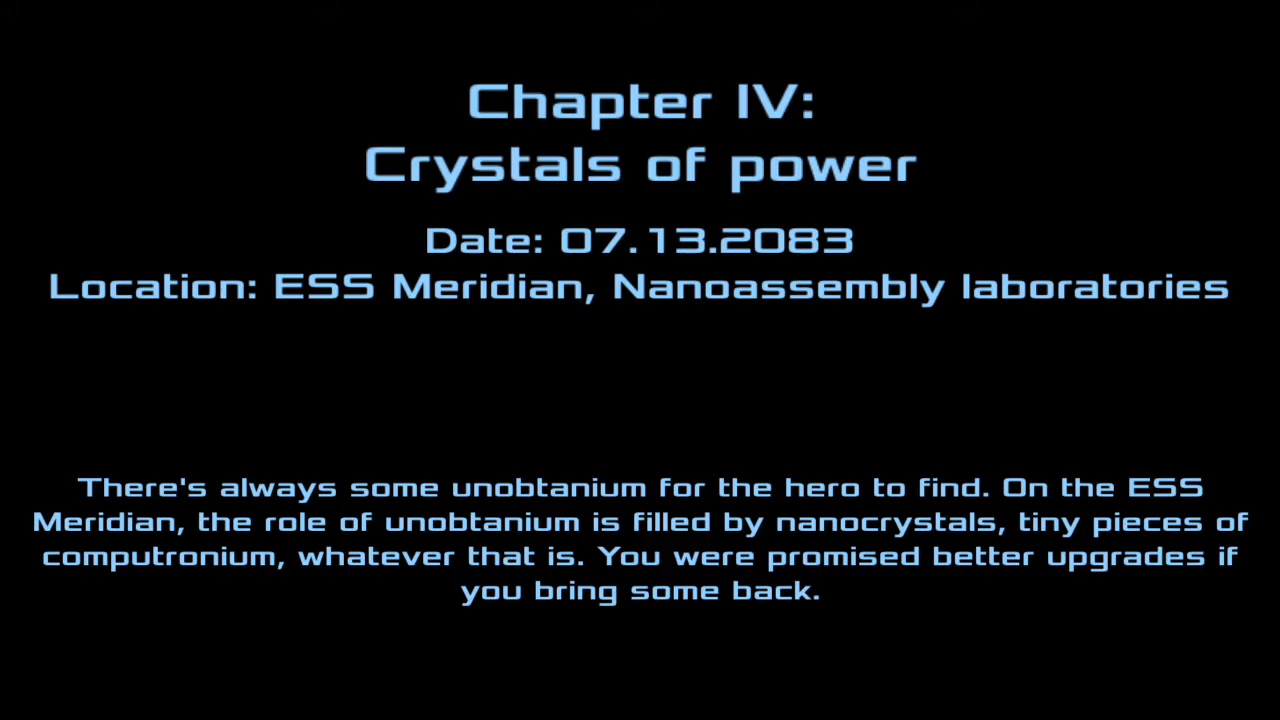 Chapter IV:
Crystals of power
Date: 07.13.2083
Location: ESS Meridian, Nanoassembly laboratories
There's always some unobtanium for the hero to find. On the ESS
Meridian, the role of unobtanium is filled by nanocrystals, tiny pieces of
computronium, whatever that is. You were promised better upgrades if
you bring some back.